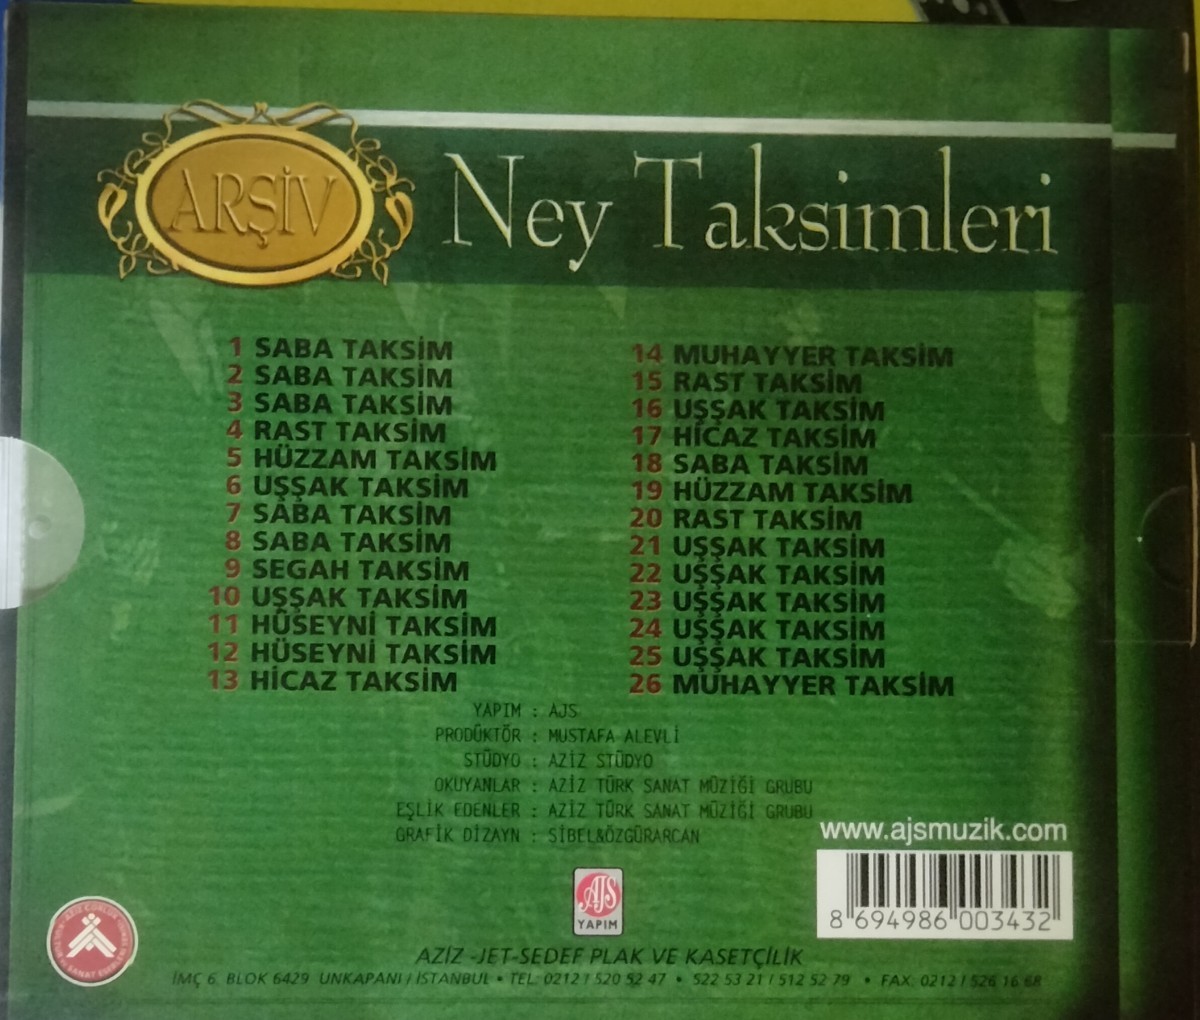 ARŞİV
Ney Taksimleri
1 SABA TAKSİM
2 SABA TAKSİM
3 SABA TAKSİM
4 RAST TAKSİM
5 HÜZZAM TAKSİM
6 UŞŞAK TAKSİM
7 SABA TAKSİM
8 SABA TAKSİM
9 SEGAH TAKSİM
10 UŞŞAK TAKSİM
11 HÜSEYNİ TAKSİM
12 HÜSEYNİ TAKSİM
13 HİCAZ TAKSİM
14 MUHAYYER TAKSİM
15 RAST TAKSİM
16 UŞŞAK TAKSİM
17 HİCAZ TAKSİM
18 SABA TAKSİM
19 HÜZZAM TAKSİM
20 RAST TAKSİM
21 UŞŞAK TAKSİM
22 UŞŞAK TAKSİM
23 UŞŞAK TAKSİM
24 UŞŞAK TAKSİM
25 UŞŞAK TAKSİM
26 MUHAYYER TAKSİM
YAPIM : AJS
PRODÜKTÖR : MUSTAFA ALEVLİ
STÜDYO : AZİZ STÜDYO
OKUYANLAR : AZİZ TÜRK SANAT MÜZİĞİ GRUBU
EŞLİK EDENLER : AZİZ TÜRK SANAT MÜZİĞİ GRUBU
GRAFİK DİZAYN : SİBEL&ÖZGÜRARCAN
www.ajsmuzik.com
8 694986 003432
AJS
YAPIM
AZİZ -JET-SEDEF PLAK VE KASETÇİLİK
İMÇ 6. BLOK 6429 UNKAPANI / İSTANBUL • TEL: 0212 / 520 52 47 • 522 53 21 / 512 52 79 • FAX: 0212 / 526 16 68